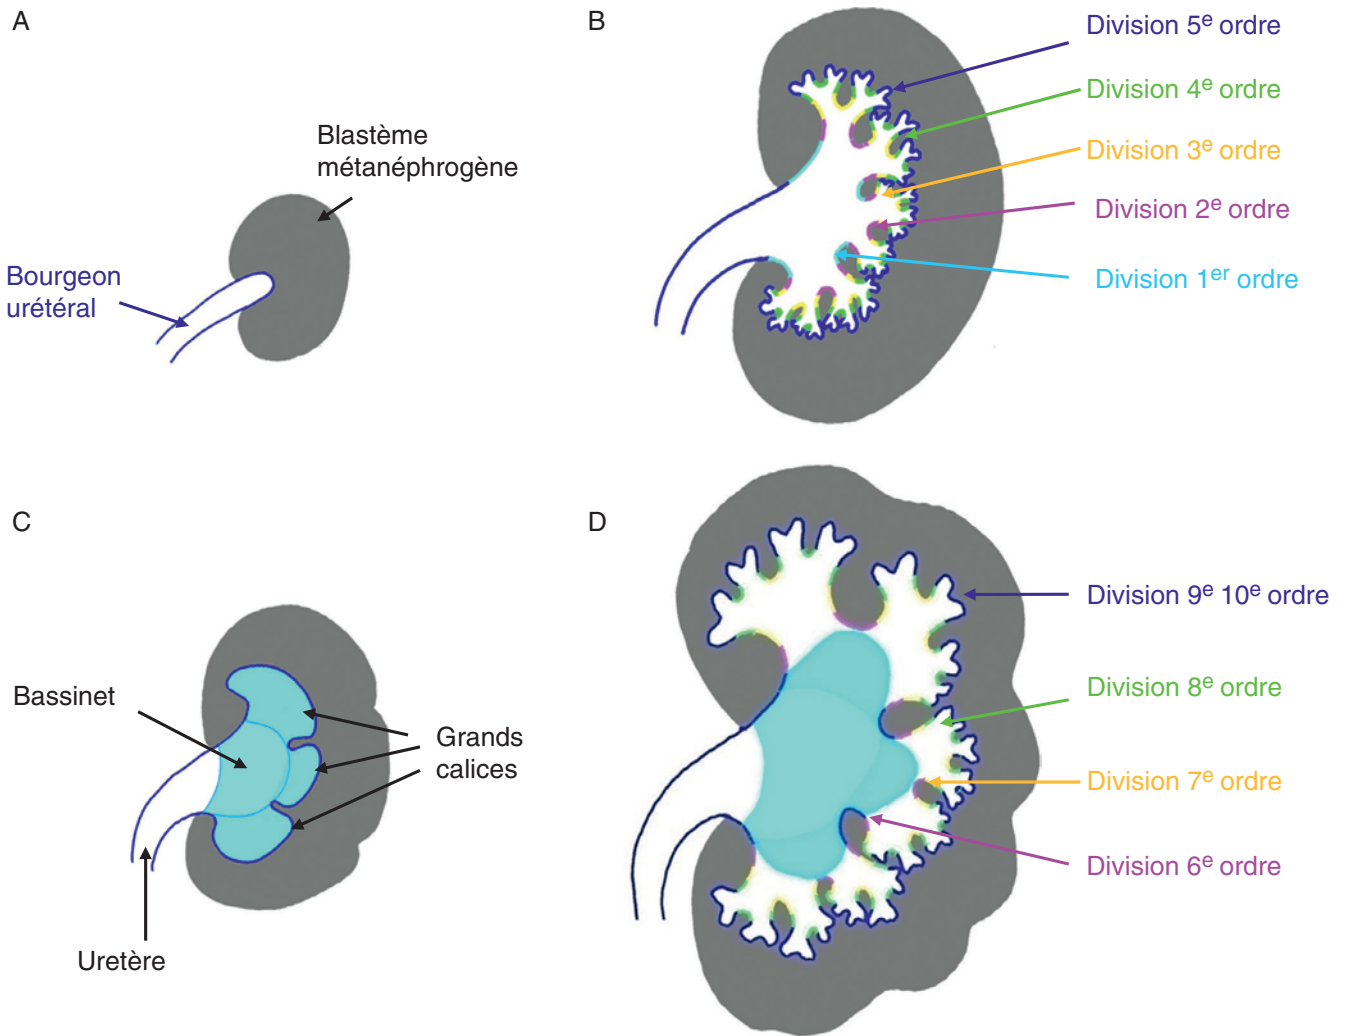 A
Blastème
métanéphrogène
Bourgeon
urétéral
B
Division 5e ordre
Division 4e ordre
Division 3e ordre
Division 2e ordre
Division 1er ordre
C
Bassinet
Grands
calices
Uretère
D
Division 9e 10e ordre
Division 8e ordre
Division 7e ordre
Division 6e ordre